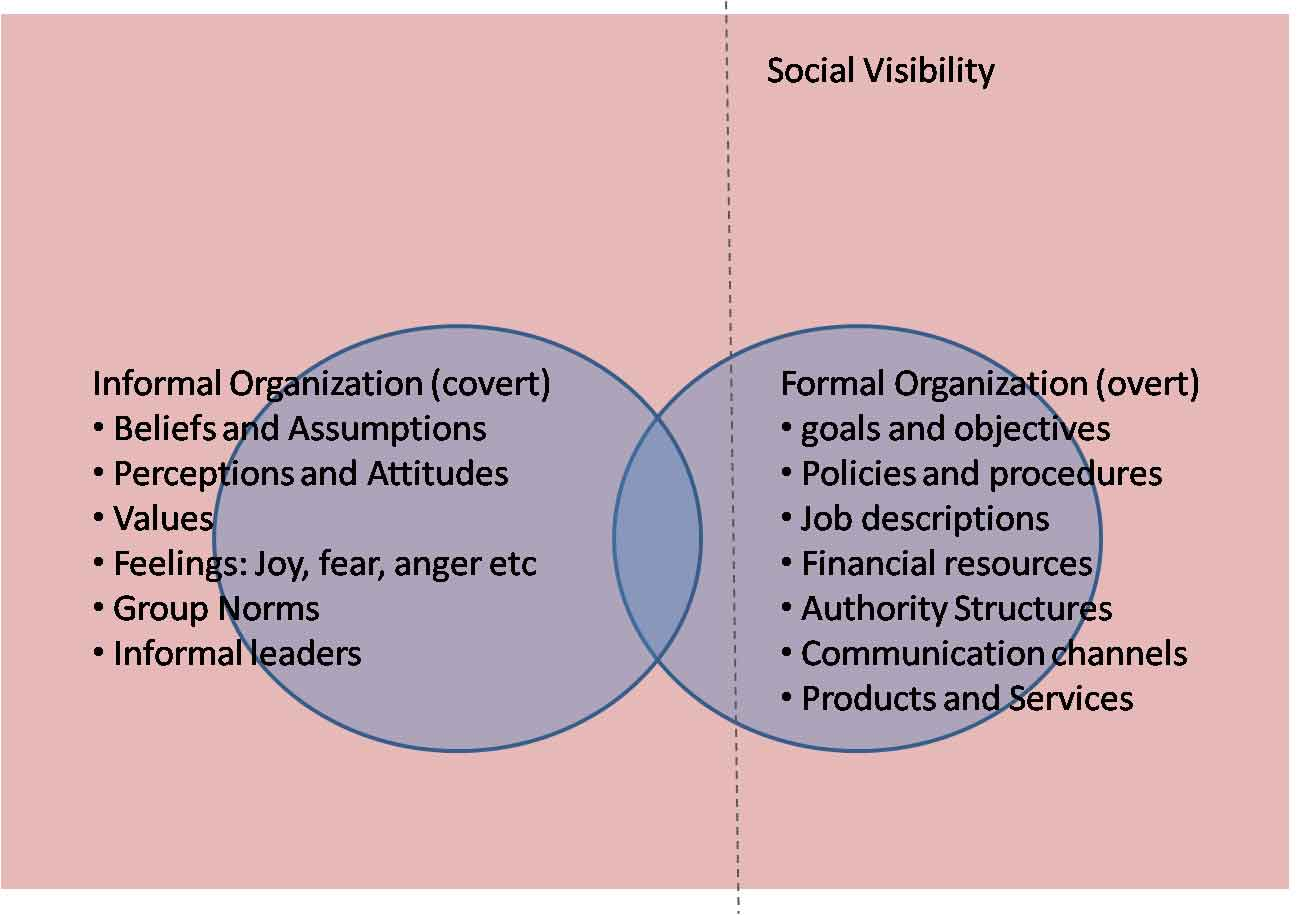 Social Visibility
Informal Organization (covert)
• Beliefs and Assumptions
• Perceptions and Attitudes
• Values
• Feelings: Joy, fear, anger etc
• Group Norms
• Informal leaders
Formal Organization (overt)
• goals and objectives
• Policies and procedures
• Job descriptions
• Financial resources
• Authority Structures
• Communication channels
• Products and Services